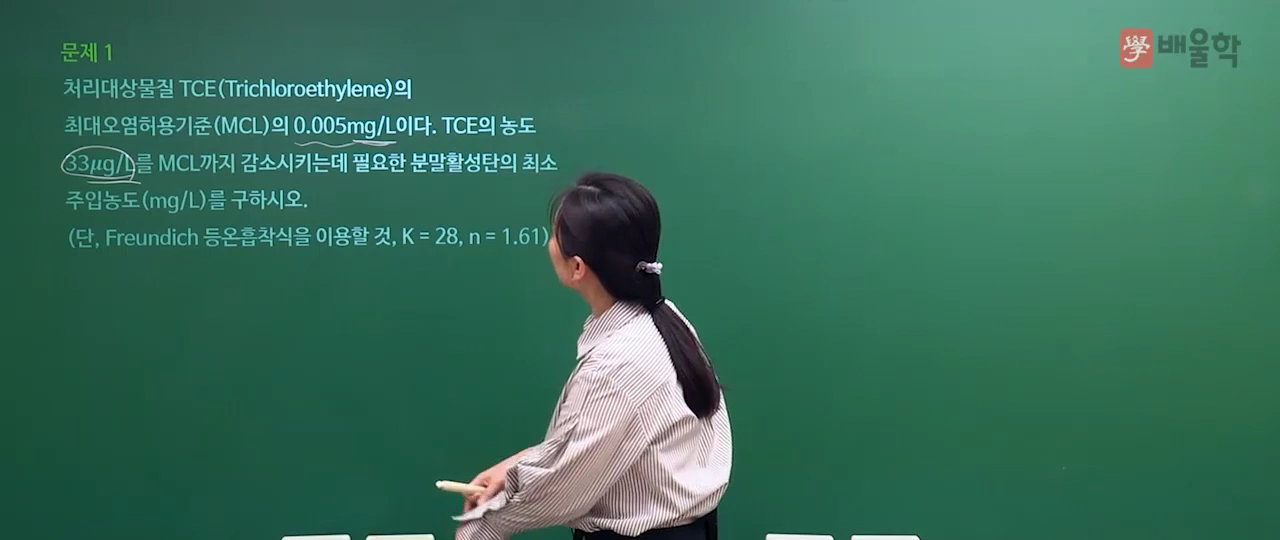 學 배울학
문제 1
처리대상물질 TCE(Trichloroethylene)의
최대오염허용기준(MCL)의 0.005mg/L이다. TCE의 농도
33μg/L를 MCL까지 감소시키는데 필요한 분말활성탄의 최소
주입농도(mg/L)를 구하시오.
(단, Freundich 등온흡착식을 이용할 것, K = 28, n = 1.61)